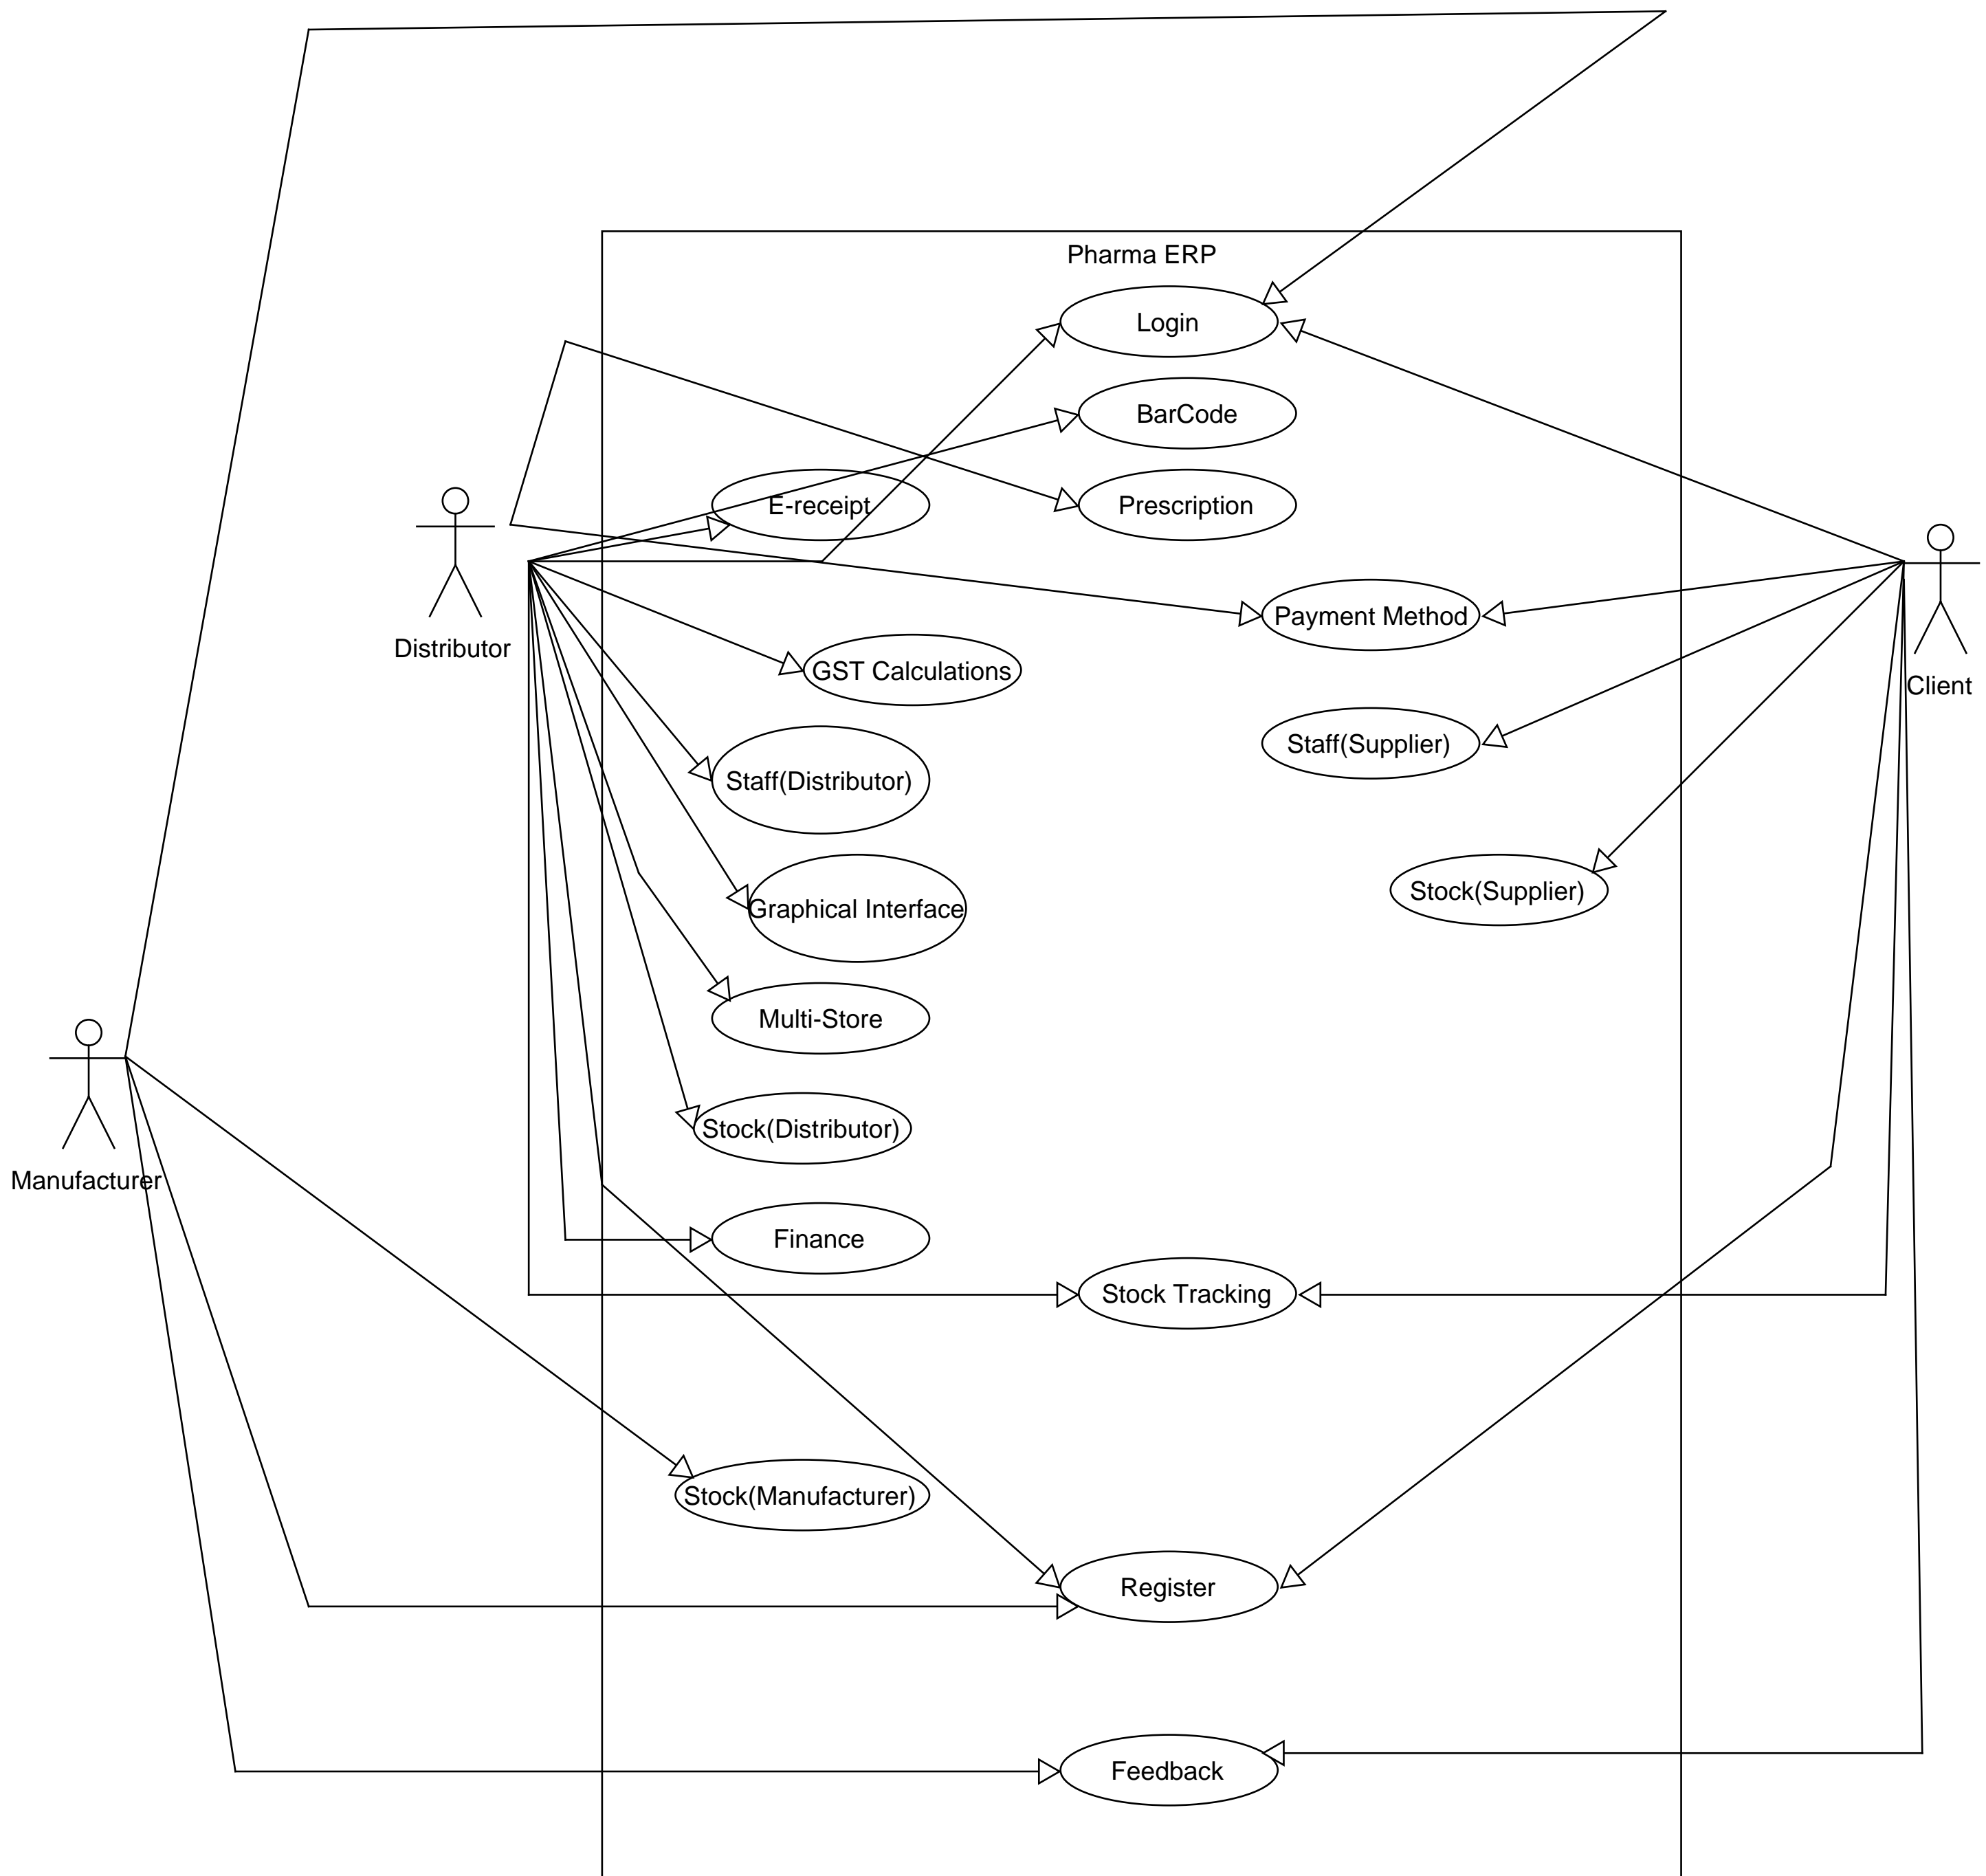 Pharma ERP
Login
BarCode
E-receipt
Prescription
Payment Method
Distributor
GST Calculations
Client
Staff(Supplier)
Staff(Distributor)
Stock(Supplier)
Graphical Interface
Multi-Store
Stock(Distributor)
Manufacturer
Finance
Stock Tracking
Stock(Manufacturer)
Register
Feedback